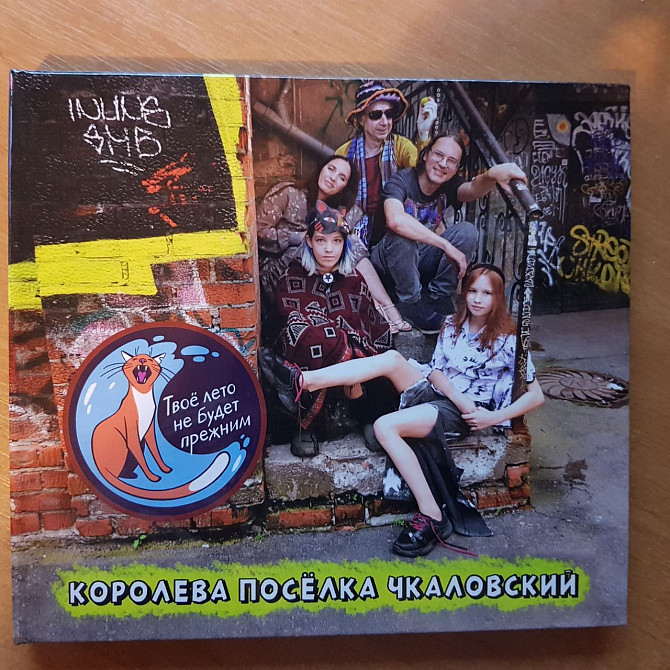 Твоё лето
не будет
прежним
КОРОЛЕВА ПОСЁЛКА ЧКАЛОВСКИЙ